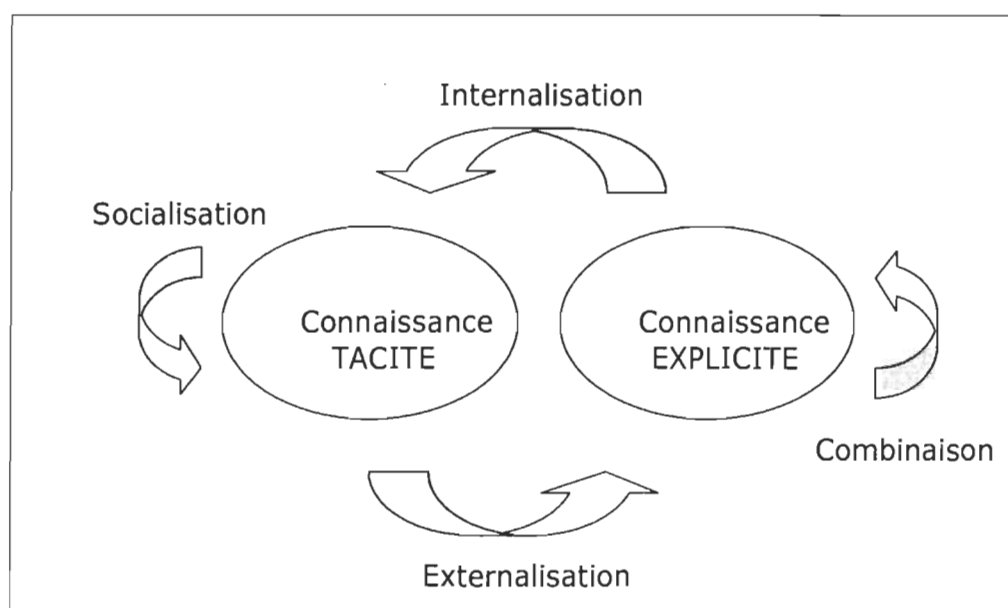 Internalisation
Socialisation
Connaissance
TACITE
Connaissance
EXPLICITE
Combinaison
Externalisation